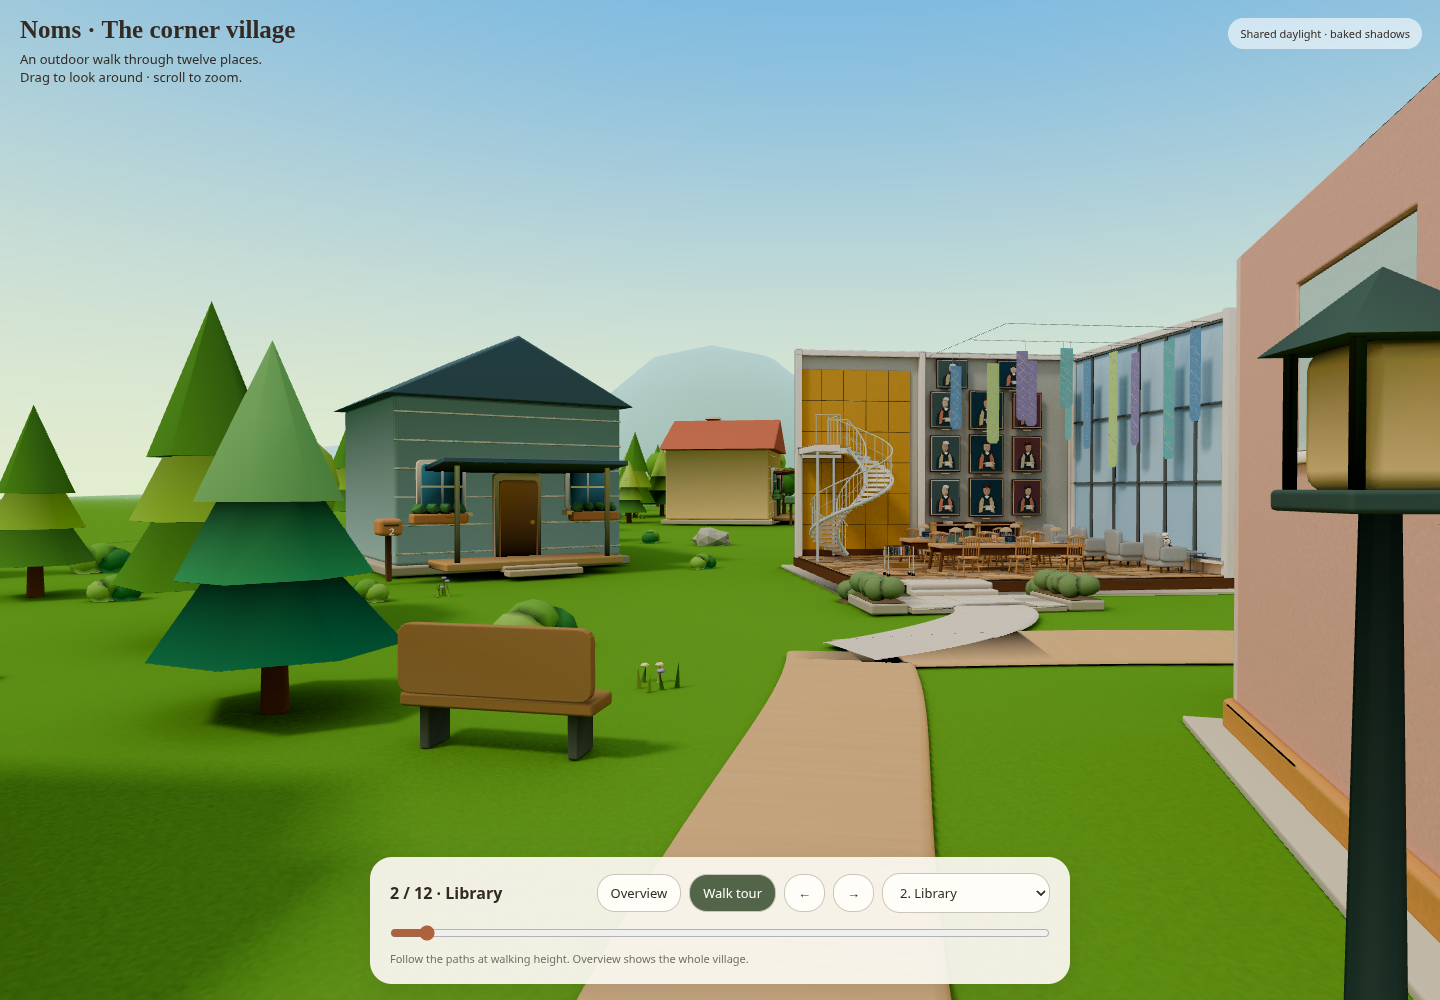 Noms · The corner village
An outdoor walk through twelve places.
Drag to look around · scroll to zoom.
Shared daylight · baked shadows
2
2 / 12 · Library
Overview
Walk tour
←
→
2. Library
Follow the paths at walking height. Overview shows the whole village.